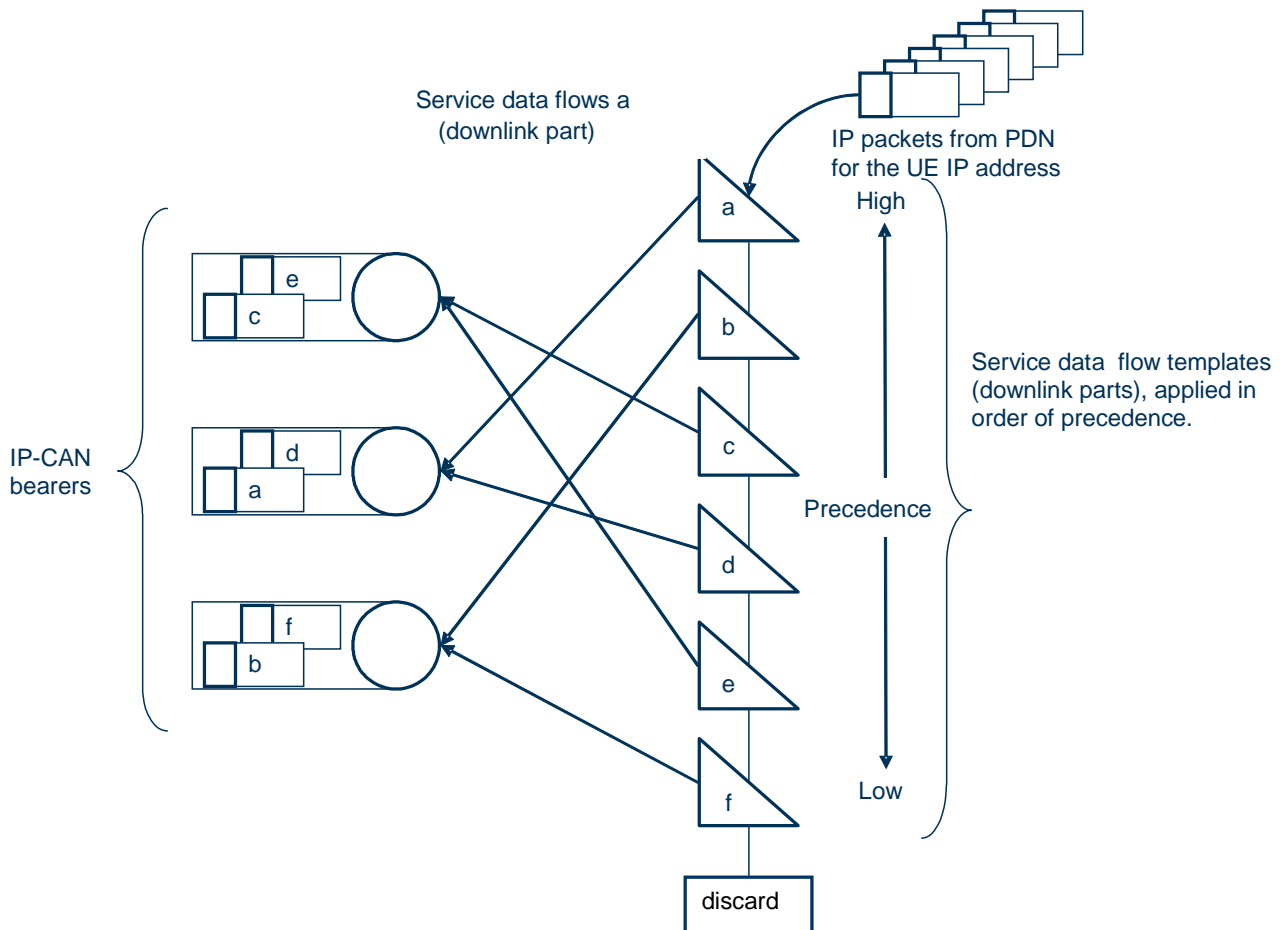 Service data flows a
(downlink part)
IP packets from PDN
for the UE IP address
High
a
e
c
b
Service data flow templates
(downlink parts), applied in
order of precedence.
c
IP-CAN
bearers
d
a
Precedence
d
f
b
e
Low
f
discard